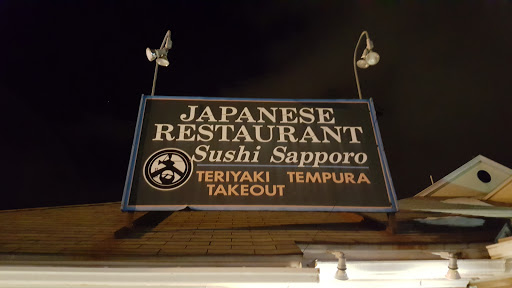 JAPANESE
RESTAURANT
Sushi Sapporo
TERIYAKI TEMPURA
TAKEOUT